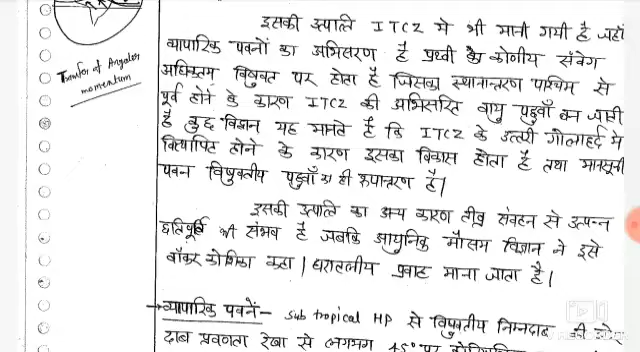 इसकी उत्पत्ति ITCZ मे भी मानी गयी है जहाँ
व्यापारिक पवनों का अभिसरण है पृथ्वी के कोणीय संवेग
Transfer of Angular
momentum
अधिकतम विषुवत पर होता है जिसका स्थानान्तरण पश्चिम से
पूर्व होने के कारण ITCZ की अभिसरित वायु पछुवाँ बन जाती
है कुछ विज्ञान यह मानते है कि ITCZ के उत्तरी गोलार्द्ध मे
विस्थापित होने के कारण इसका विकास होता है तथा मानसूनी
पवन विषुवतीय पछुवाँ का ही रूपान्तरण है।
इसकी उत्पत्ति का अन्य कारण तीव्र संवहन से उत्पन्न
क्षतिपूर्ति भी संभव है जबकि आधुनिक मौसम विज्ञान ने इसे
वॉकर कोशिका कहा। धरातलीय प्रवाह माना जाता है।
व्यापारिक पवनें - Sub tropical HP से विषुवतीय निम्नदाब की
दाब प्रवणता रेखा से लगभग 45° पर